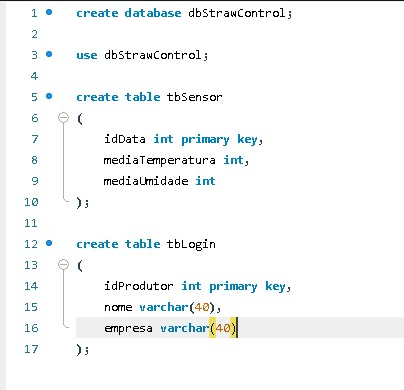 1 create database dbStrawControl;
2
3 use dbStrawControl;
4
5 create table tbSensor
6 (
7 idData int primary key,
8 mediaTemperatura int,
9 mediaUmidade int
10 );
11
12 create table tbLogin
13 (
14 idProdutor int primary key,
15 nome varchar(40),
16 empresa varchar(40)
17 );